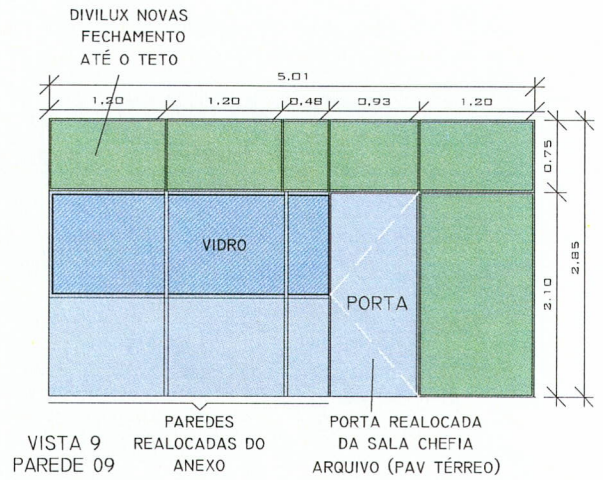 DIVILUX NOVAS
FECHAMENTO
ATÉ O TETO
5.01
1.20 1.20 0.48 0.93 1.20
0.75
2.85
2.10
VIDRO
PORTA
VISTA 9
PAREDE 09
PAREDES
REALOCADAS DO
ANEXO
PORTA REALOCADA
DA SALA CHEFIA
ARQUIVO (PAV TÉRREO)